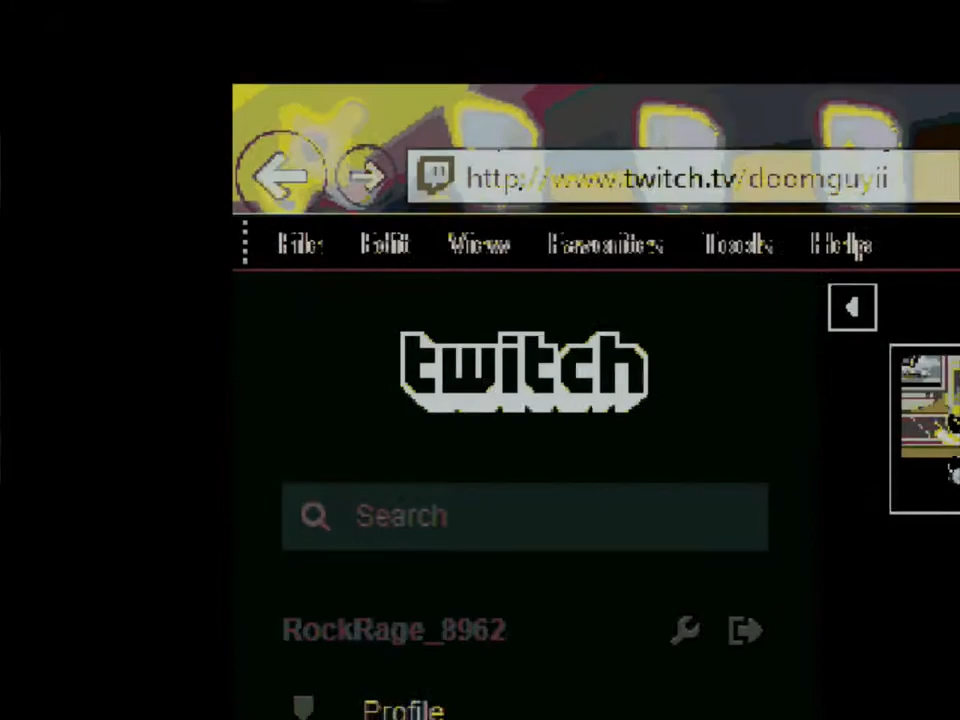 http://www.twitch.tv/doomguyii
File Edit View Favorites Tools Help
twitch
Search
RockRage_8962
Profile